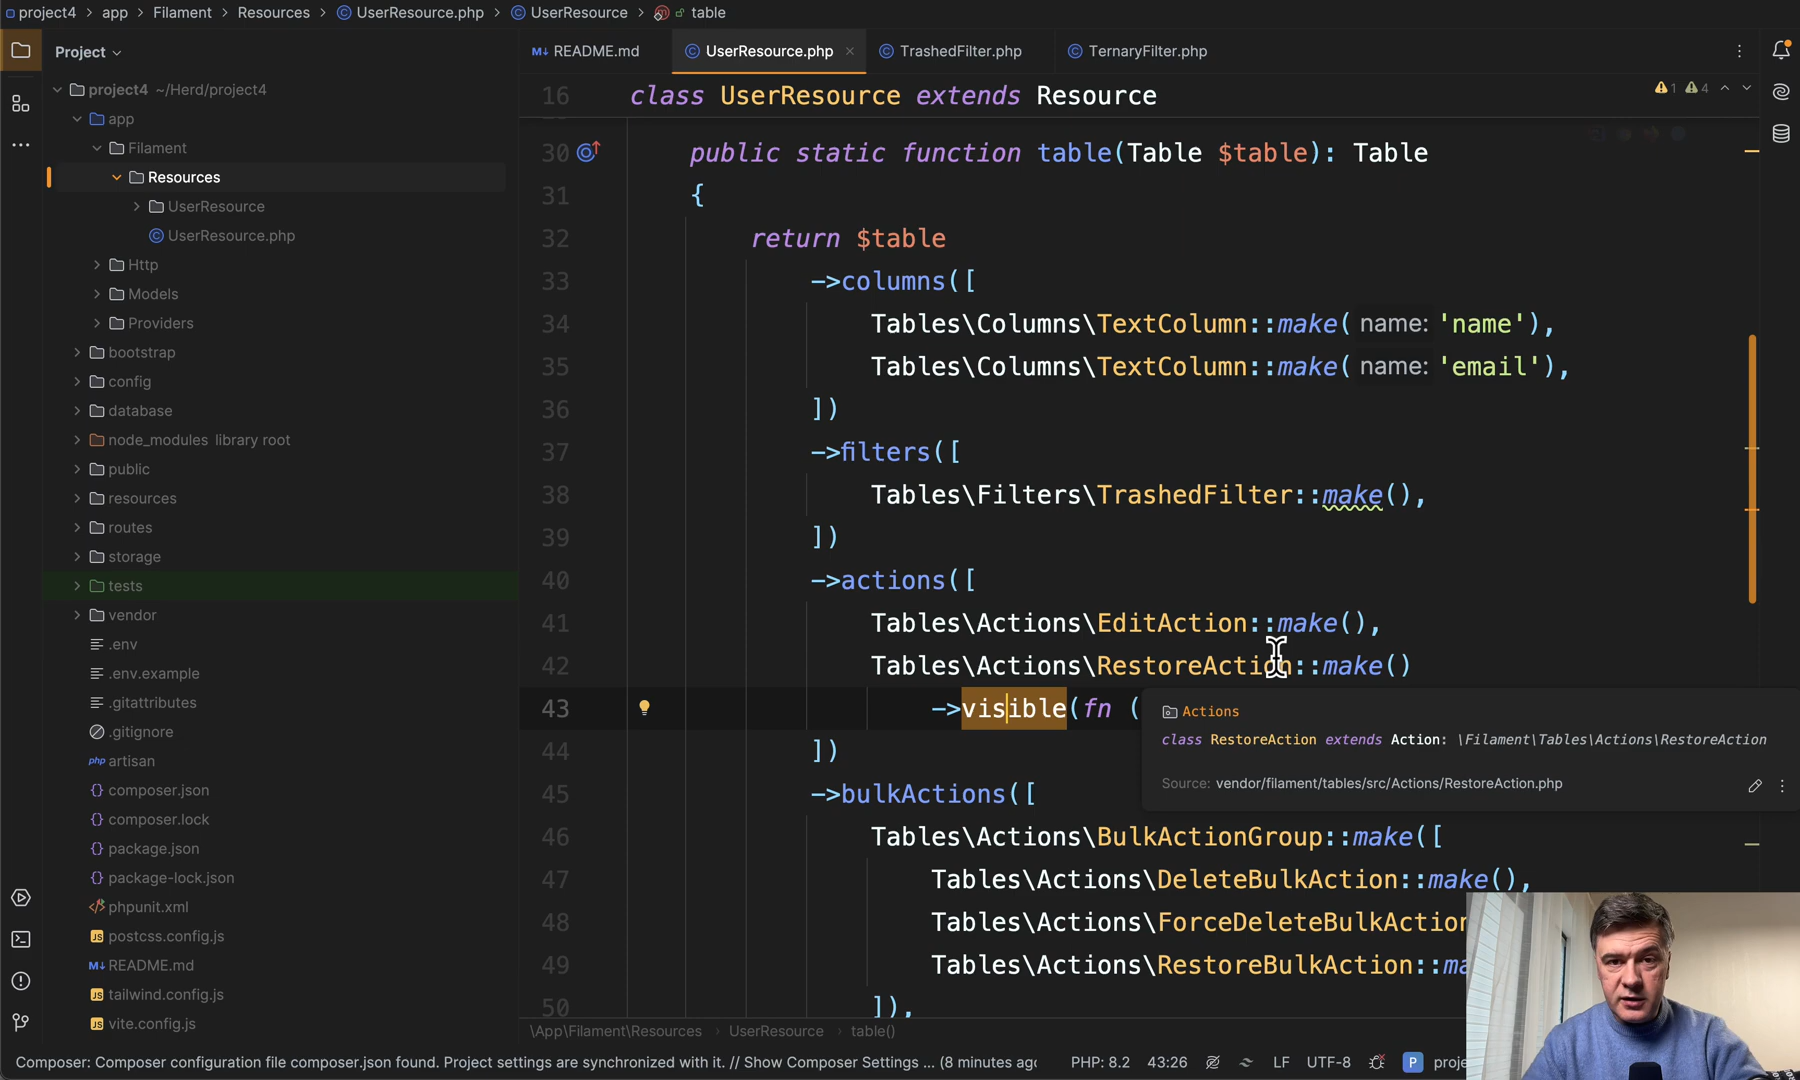 project4 > app > Filament > Resources > UserResource.php > UserResource > table
Project
project4 ~/Herd/project4
app
Filament
Resources
UserResource
UserResource.php
Http
Models
Providers
bootstrap
config
database
node_modules library root
public
resources
routes
storage
tests
vendor
.env
.env.example
.gitattributes
.gitignore
php artisan
composer.json
composer.lock
package.json
package-lock.json
phpunit.xml
JS postcss.config.js
M↓ README.md
JS tailwind.config.js
JS vite.config.js
M↓ README.md UserResource.php × TrashedFilter.php TernaryFilter.php
16 class UserResource extends Resource
1 4
30 public static function table(Table $table): Table
31 {
32 return $table
33 ->columns([
34 Tables\Columns\TextColumn::make( name: 'name'),
35 Tables\Columns\TextColumn::make( name: 'email'),
36 ])
37 ->filters([
38 Tables\Filters\TrashedFilter::make(),
39 ])
40 ->actions([
41 Tables\Actions\EditAction::make(),
42 Tables\Actions\RestoreAction::make()
43 ->visible(fn (
Actions
class RestoreAction extends Action: \Filament\Tables\Actions\RestoreAction
Source: vendor/filament/tables/src/Actions/RestoreAction.php
44 ])
45 ->bulkActions([
46 Tables\Actions\BulkActionGroup::make([
47 Tables\Actions\DeleteBulkAction::make(),
48 Tables\Actions\ForceDeleteBulkAction
49 Tables\Actions\RestoreBulkAction::ma
50 ]),
\App\Filament\Resources > UserResource > table()
Composer: Composer configuration file composer.json found. Project settings are synchronized with it. // Show Composer Settings ... (8 minutes ago PHP: 8.2 43:26 LF UTF-8 P proje